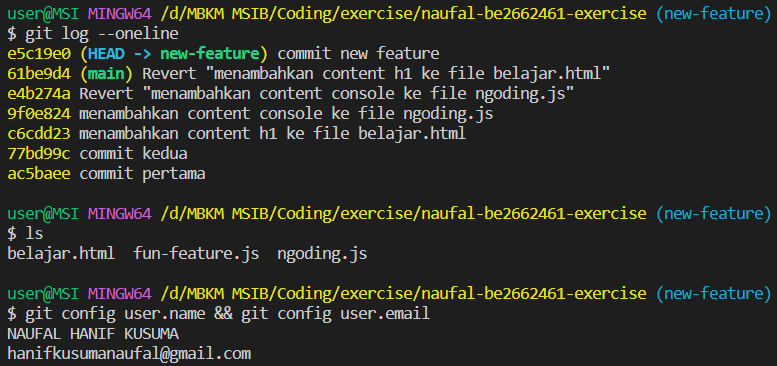 user@MSI MINGW64 /d/MBKM MSIB/Coding/exercise/naufal-be2662461-exercise (new-feature)
$ git log --oneline
e5c19e0 (HEAD -> new-feature) commit new feature
61be9d4 (main) Revert "menambahkan content h1 ke file belajar.html"
e4b274a Revert "menambahkan content console ke file ngoding.js"
9f0e824 menambahkan content console ke file ngoding.js
c6cdd23 menambahkan content h1 ke file belajar.html
77bd99c commit kedua
ac5baee commit pertama
user@MSI MINGW64 /d/MBKM MSIB/Coding/exercise/naufal-be2662461-exercise (new-feature)
$ ls
belajar.html fun-feature.js ngoding.js
user@MSI MINGW64 /d/MBKM MSIB/Coding/exercise/naufal-be2662461-exercise (new-feature)
$ git config user.name && git config user.email
NAUFAL HANIF KUSUMA
hanifkusumanaufal@gmail.com